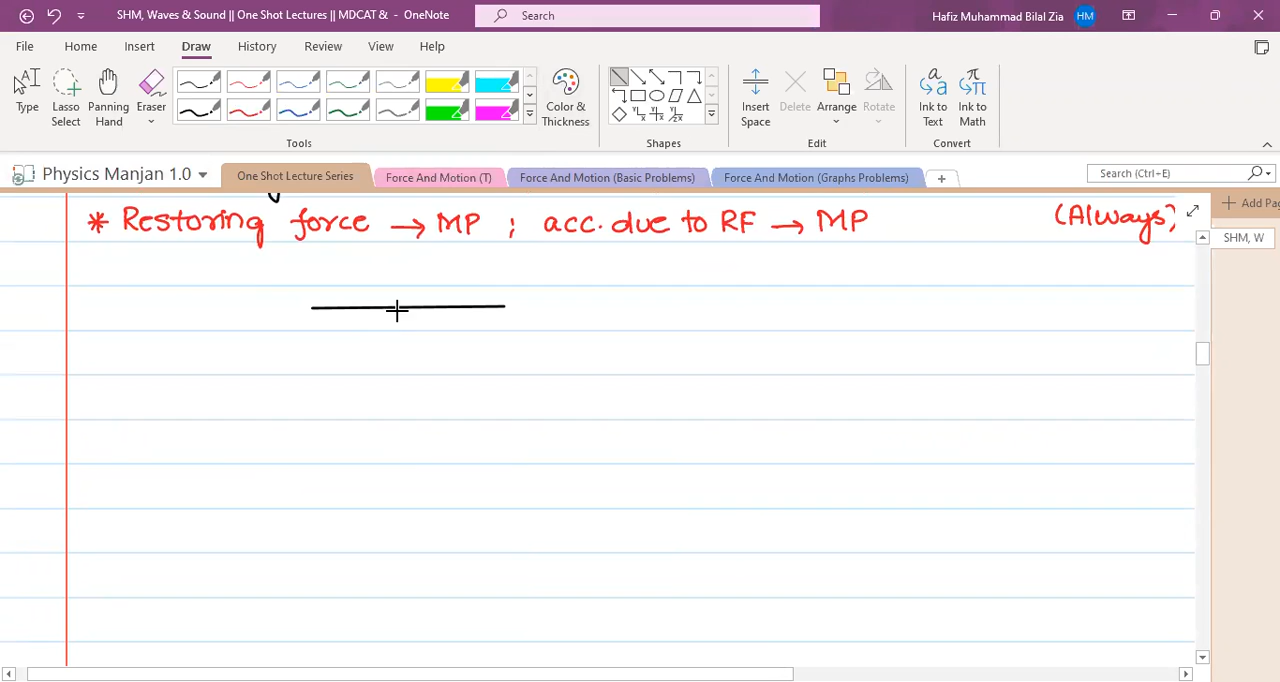 SHM, Waves & Sound || One Shot Lectures || MDCAT & - OneNote
Search
Hafiz Muhammad Bilal Zia
HM
File Home Insert Draw History Review View Help
Type
Lasso Select
Panning Hand
Eraser
Color & Thickness
Insert Space
Delete
Arrange
Rotate
Ink to Text
Ink to Math
Tools
Shapes
Edit
Convert
Physics Manjan 1.0
One Shot Lecture Series
Force And Motion (T)
Force And Motion (Basic Problems)
Force And Motion (Graphs Problems)
Search (Ctrl+E)
Add Pag
* Restoring force → MP ; acc. due to RF → MP (Always)
SHM, W